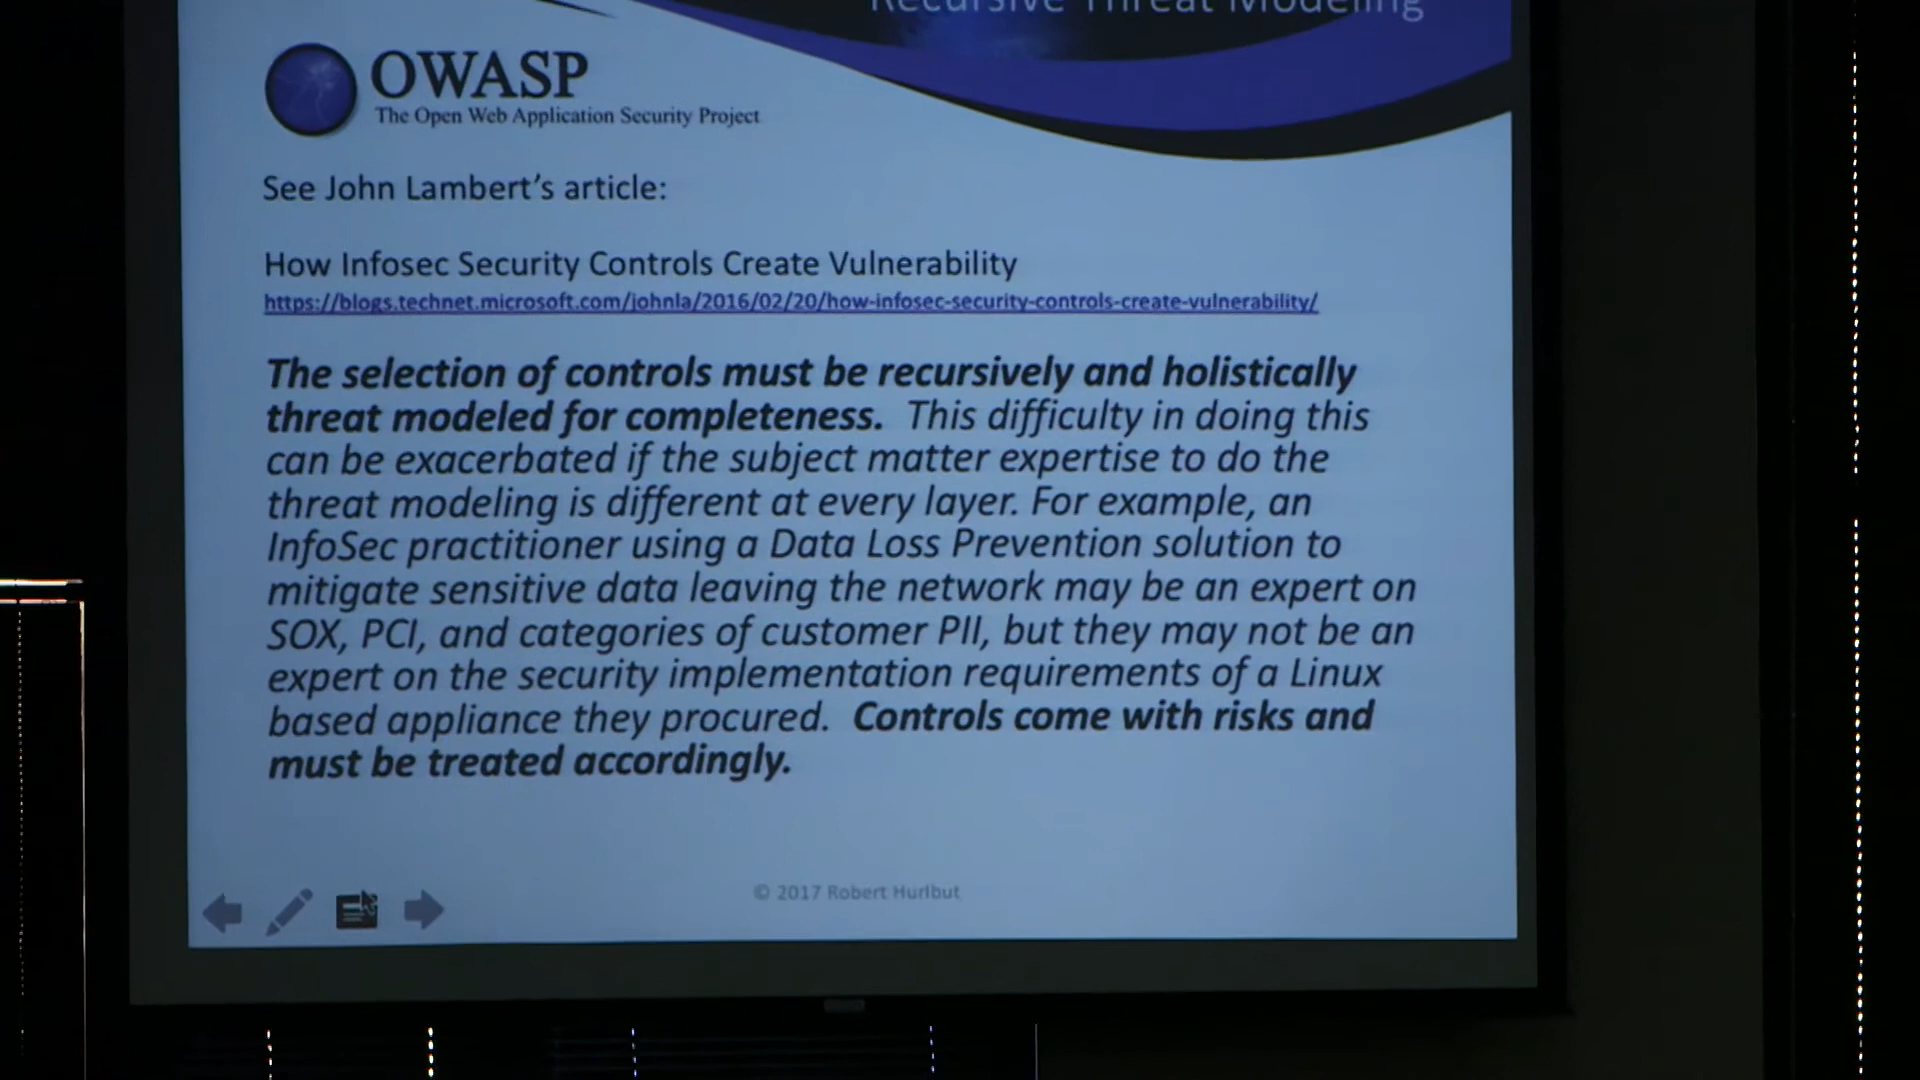 Recursive Threat Modeling
OWASP
The Open Web Application Security Project
See John Lambert's article:
How Infosec Security Controls Create Vulnerability
https://blogs.technet.microsoft.com/johnla/2016/02/20/how-infosec-security-controls-create-vulnerability/
The selection of controls must be recursively and holistically
threat modeled for completeness. This difficulty in doing this
can be exacerbated if the subject matter expertise to do the
threat modeling is different at every layer. For example, an
InfoSec practitioner using a Data Loss Prevention solution to
mitigate sensitive data leaving the network may be an expert on
SOX, PCI, and categories of customer PII, but they may not be an
expert on the security implementation requirements of a Linux
based appliance they procured. Controls come with risks and
must be treated accordingly.
© 2017 Robert Hurlbut